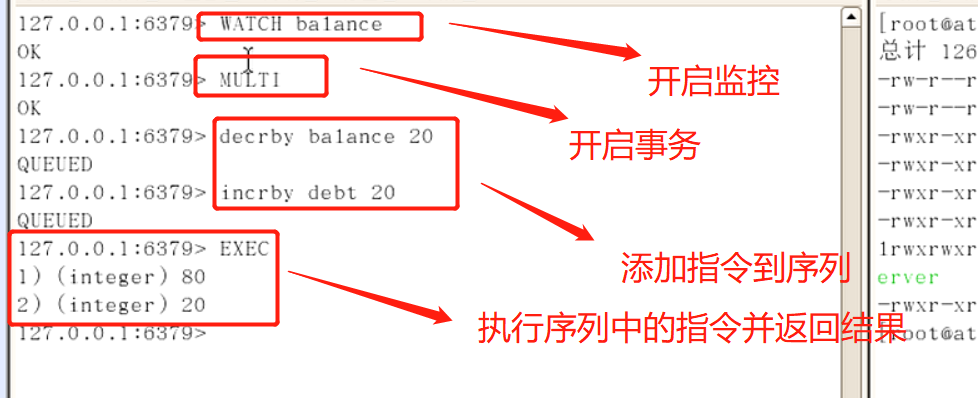 127.0.0.1:6379> WATCH balance
OK
127.0.0.1:6379> MULTI
OK
127.0.0.1:6379> decrby balance 20
QUEUED
127.0.0.1:6379> incrby debt 20
QUEUED
127.0.0.1:6379> EXEC
1) (integer) 80
2) (integer) 20
127.0.0.1:6379>
开启监控
开启事务
添加指令到序列
执行序列中的指令并返回结果
[root@at
总计 126
-rw-r--r
-rw-r--r
-rwxr-xr
-rwxr-xr
-rwxr-xr
-rwxr-xr
lrwxrwxr
erver
-rwxr-xr
[root@at